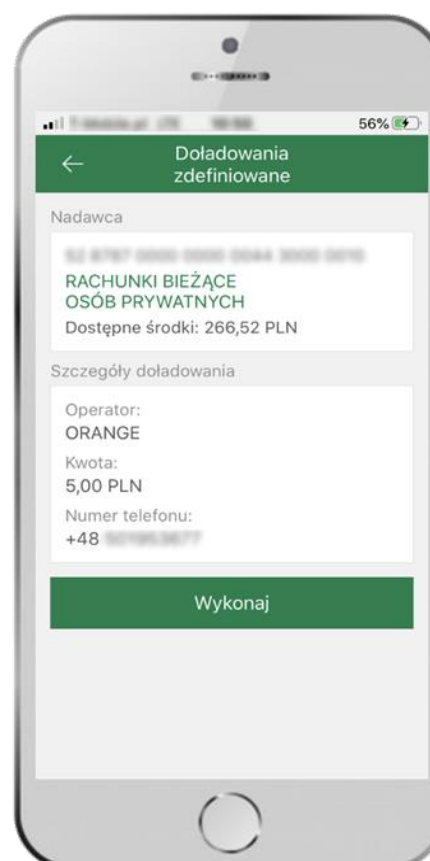 56%
Doładowania
zdefiniowane
Nadawca
RACHUNKI BIEŻĄCE
OSÓB PRYWATNYCH
Dostępne środki: 266,52 PLN
Szczegóły doładowania
Operator:
ORANGE
Kwota:
5,00 PLN
Numer telefonu:
+48
Wykonaj